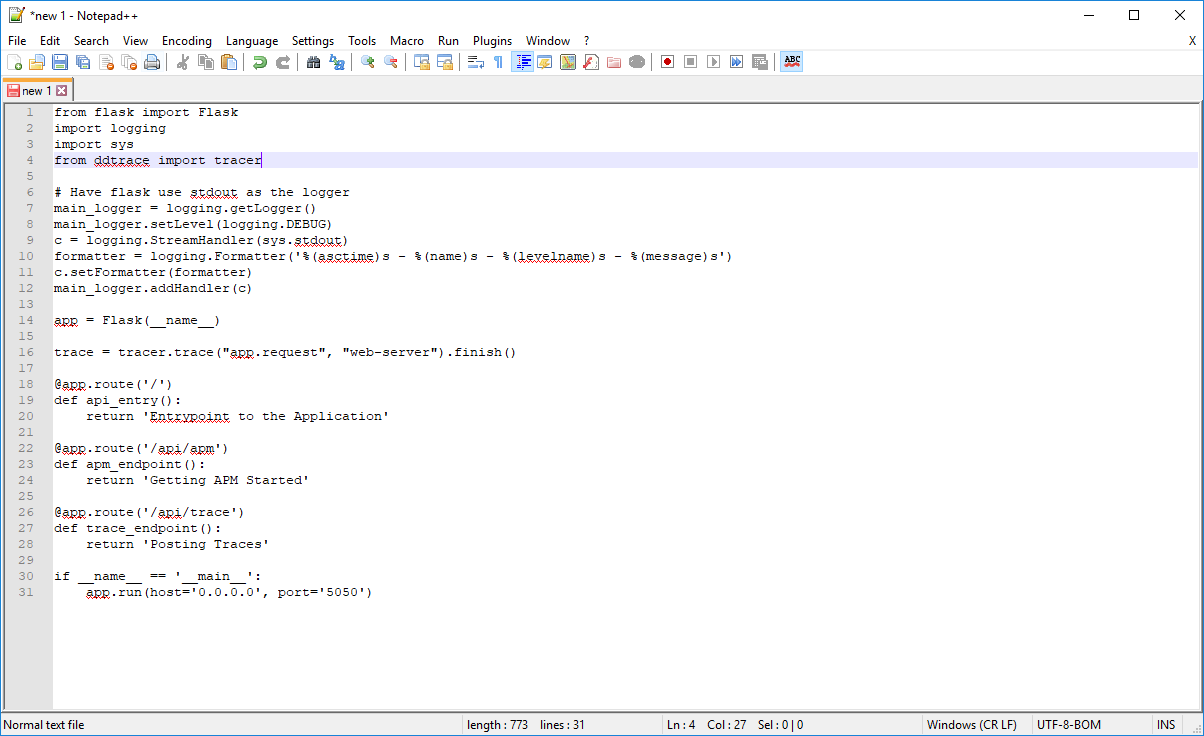 *new 1 - Notepad++
File Edit Search View Encoding Language Settings Tools Macro Run Plugins Window ? X
ABC
new 1
1 from flask import Flask
2 import logging
3 import sys
4 from ddtrace import tracer
5
6 # Have flask use stdout as the logger
7 main_logger = logging.getLogger()
8 main_logger.setLevel(logging.DEBUG)
9 c = logging.StreamHandler(sys.stdout)
10 formatter = logging.Formatter('%(asctime)s - %(name)s - %(levelname)s - %(message)s')
11 c.setFormatter(formatter)
12 main_logger.addHandler(c)
13
14 app = Flask(__name__)
15
16 trace = tracer.trace("app.request", "web-server").finish()
17
18 @app.route('/')
19 def api_entry():
20     return 'Entrypoint to the Application'
21
22 @app.route('/api/apm')
23 def apm_endpoint():
24     return 'Getting APM Started'
25
26 @app.route('/api/trace')
27 def trace_endpoint():
28     return 'Posting Traces'
29
30 if __name__ == '__main__':
31     app.run(host='0.0.0.0', port='5050')
Normal text file length : 773 lines : 31 Ln : 4 Col : 27 Sel : 0 | 0 Windows (CR LF) UTF-8-BOM INS